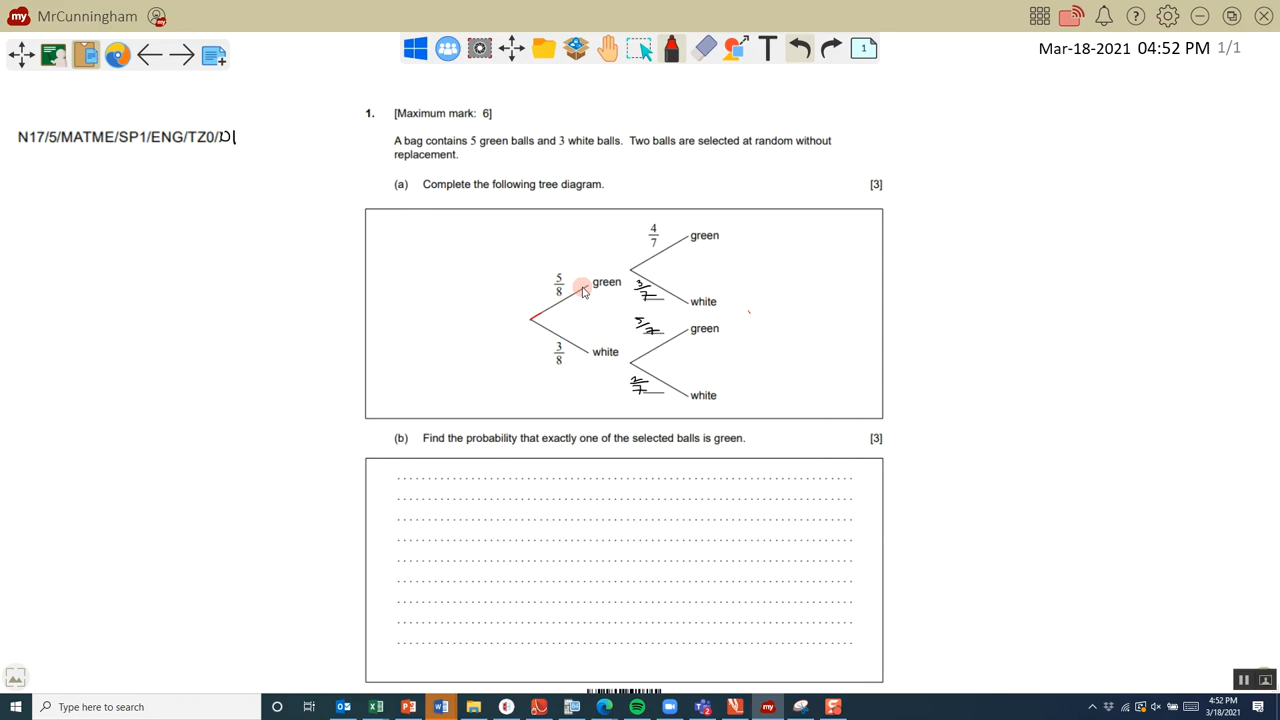 MrCunningham
Mar-18-2021 04:52 PM 1/1
N17/5/MATME/SP1/ENG/TZ0/01
1. [Maximum mark: 6]
A bag contains 5 green balls and 3 white balls. Two balls are selected at random without
replacement.
(a) Complete the following tree diagram. [3]
4/7 green
5/8 green
3/7 white
5/7 green
3/8 white
2/7 white
(b) Find the probability that exactly one of the selected balls is green. [3]
Type here to search
4:52 PM
3/18/2021